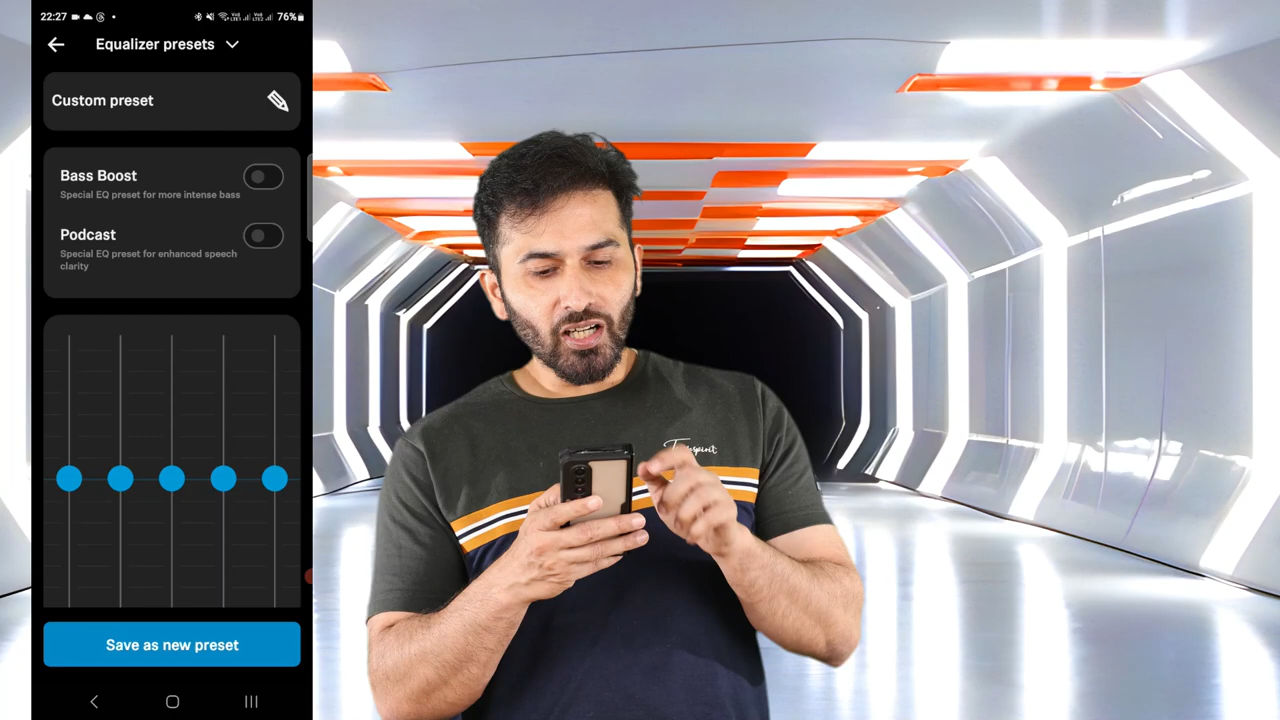 22:27
76%
Equalizer presets
Custom preset
Bass Boost
Special EQ preset for more intense bass
Podcast
Special EQ preset for enhanced speech
clarity
Save as new preset